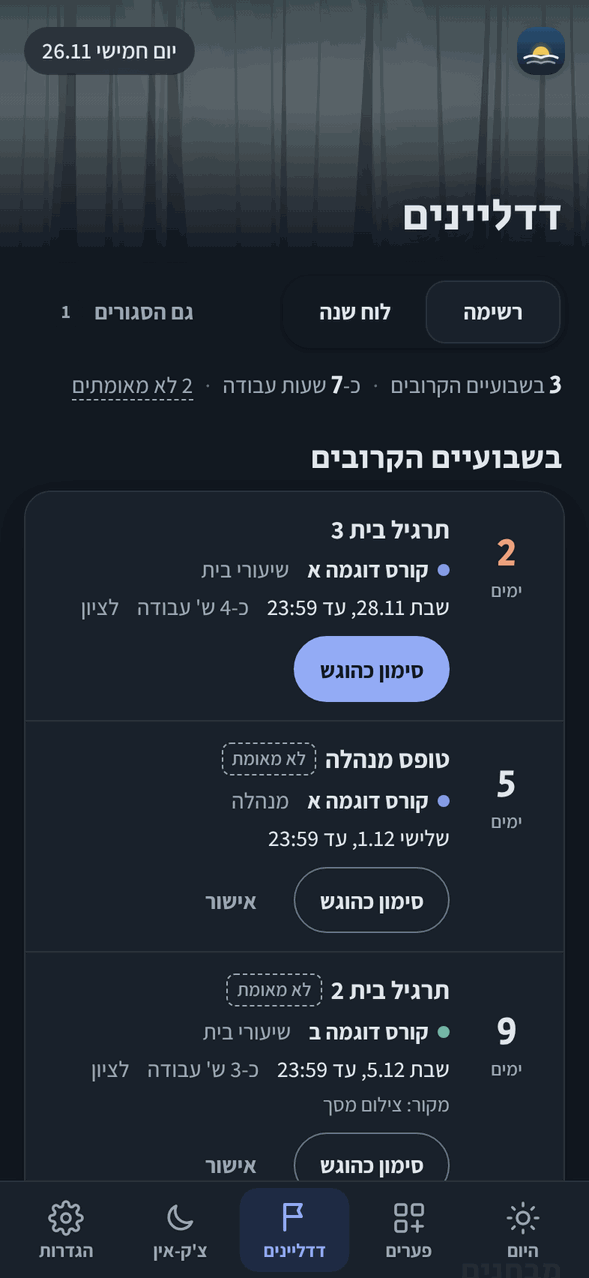 יום חמישי 26.11
דדליינים
רשימה
לוח שנה
גם הסגורים 1
3 בשבועיים הקרובים · כ-7 שעות עבודה · 2 לא מאומתים
בשבועיים הקרובים
2
ימים
תרגיל בית 3
קורס דוגמה א שיעורי בית
שבת 28.11, עד 23:59 כ-4 ש' עבודה לציון
סימון כהוגש
5
ימים
טופס מנהלה לא מאומת
קורס דוגמה א מנהלה
שלישי 1.12, עד 23:59
סימון כהוגש אישור
9
ימים
תרגיל בית 2 לא מאומת
קורס דוגמה ב שיעורי בית
שבת 5.12, עד 23:59 כ-3 ש' עבודה לציון
מקור: צילום מסך
סימון כהוגש אישור
היום
פערים
דדליינים
צ'ק-אין
הגדרות